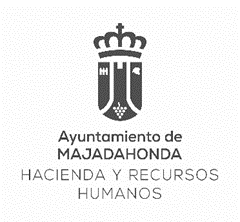 Ayuntamiento de
MAJADAHONDA
HACIENDA Y RECURSOS
HUMANOS